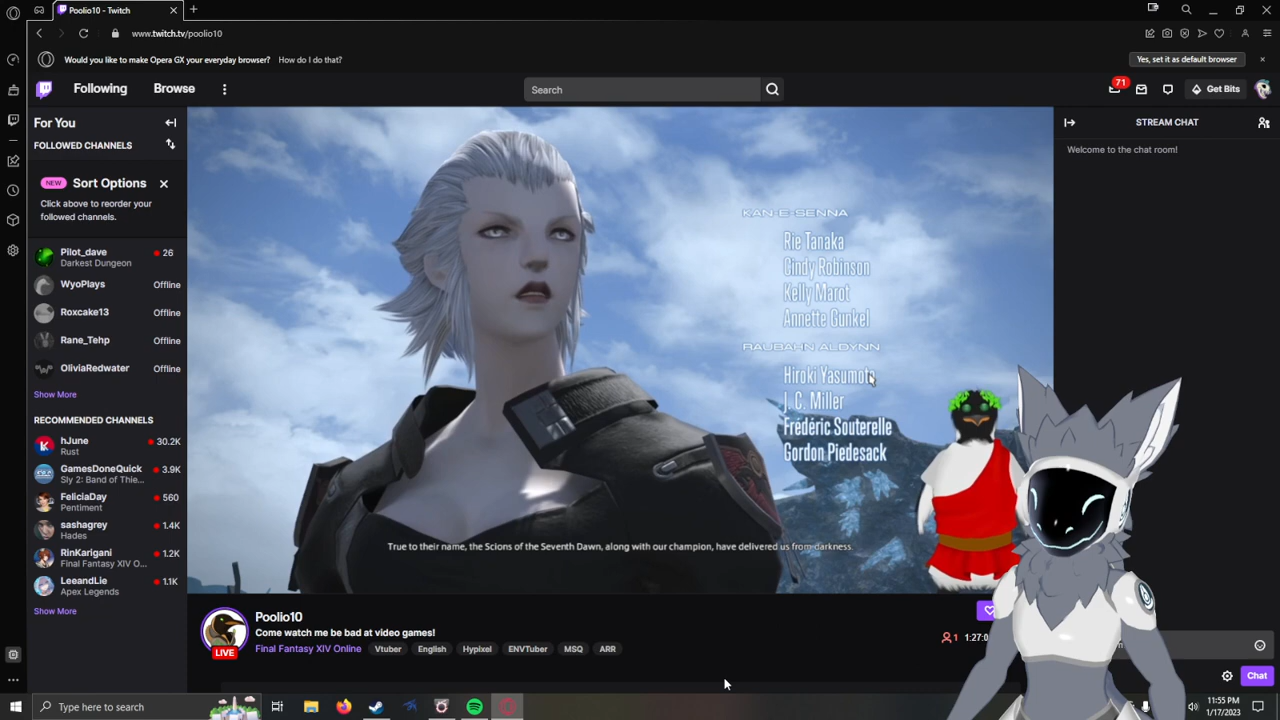 Poolio10 - Twitch
www.twitch.tv/poolio10
Would you like to make Opera GX your everyday browser? How do I do that?
Yes, set it as default browser
Following
Browse
Search
71
Get Bits
For You
FOLLOWED CHANNELS
NEW Sort Options
Click above to reorder your
followed channels.
Pilot_dave
26
Darkest Dungeon
WyoPlays
Offline
Roxcake13
Offline
Rane_Tehp
Offline
OliviaRedwater
Offline
Show More
RECOMMENDED CHANNELS
hJune
30.2K
Rust
GamesDoneQuick
3.9K
Sly 2: Band of Thie...
FeliciaDay
560
Pentiment
sashagrey
1.4K
Hades
RinKarigani
1.2K
Final Fantasy XIV O...
LeeandLie
1.1K
Apex Legends
Show More
KAN-E-SENNA
Rie Tanaka
Cindy Robinson
Kelly Marot
Annette Gunkel
RAUBAHN ALDYNN
Hiroki Yasumoto
J. C. Miller
Frédéric Souterelle
Gordon Piedesack
True to their name, the Scions of the Seventh Dawn, along with our champion, have delivered us from darkness.
Poolio10
Come watch me be bad at video games!
LIVE
Final Fantasy XIV Online
Vtuber
English
Hypixel
ENVTuber
MSQ
ARR
1
1:27:0
STREAM CHAT
Welcome to the chat room!
Chat
Type here to search
11:55 PM
1/17/2023